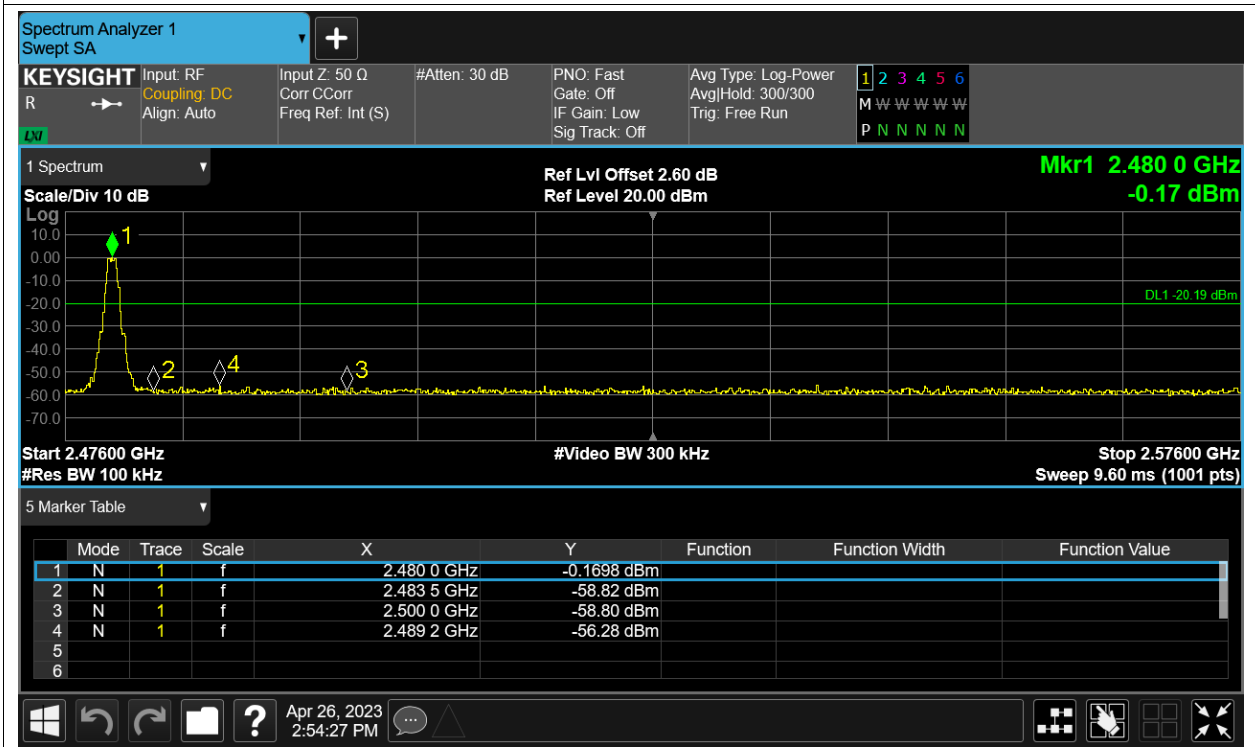 Spectrum Analyzer 1
Swept SA
+
KEYSIGHT Input: RF Input Z: 50 Ω #Atten: 30 dB PNO: Fast Avg Type: Log-Power 1 2 3 4 5 6
R Coupling: DC Corr CCorr Gate: Off Avg|Hold: 300/300 M W W W W W
Align: Auto Freq Ref: Int (S) IF Gain: Low Trig: Free Run
LXI Sig Track: Off P N N N N N
1 Spectrum Ref Lvl Offset 2.60 dB Mkr1 2.480 0 GHz
Scale/Div 10 dB Ref Level 20.00 dBm -0.17 dBm
Log
10.0
1
0.00
-10.0
DL1 -20.19 dBm
-20.0
-30.0
-40.0
-50.0
2 4 3
-60.0
-70.0
Start 2.47600 GHz #Video BW 300 kHz Stop 2.57600 GHz
#Res BW 100 kHz Sweep 9.60 ms (1001 pts)
5 Marker Table
Mode Trace Scale X Y Function Function Width Function Value
1 N 1 f 2.480 0 GHz -0.1698 dBm
2 N 1 f 2.483 5 GHz -58.82 dBm
3 N 1 f 2.500 0 GHz -58.80 dBm
4 N 1 f 2.489 2 GHz -56.28 dBm
5
6
? Apr 26, 2023
2:54:27 PM